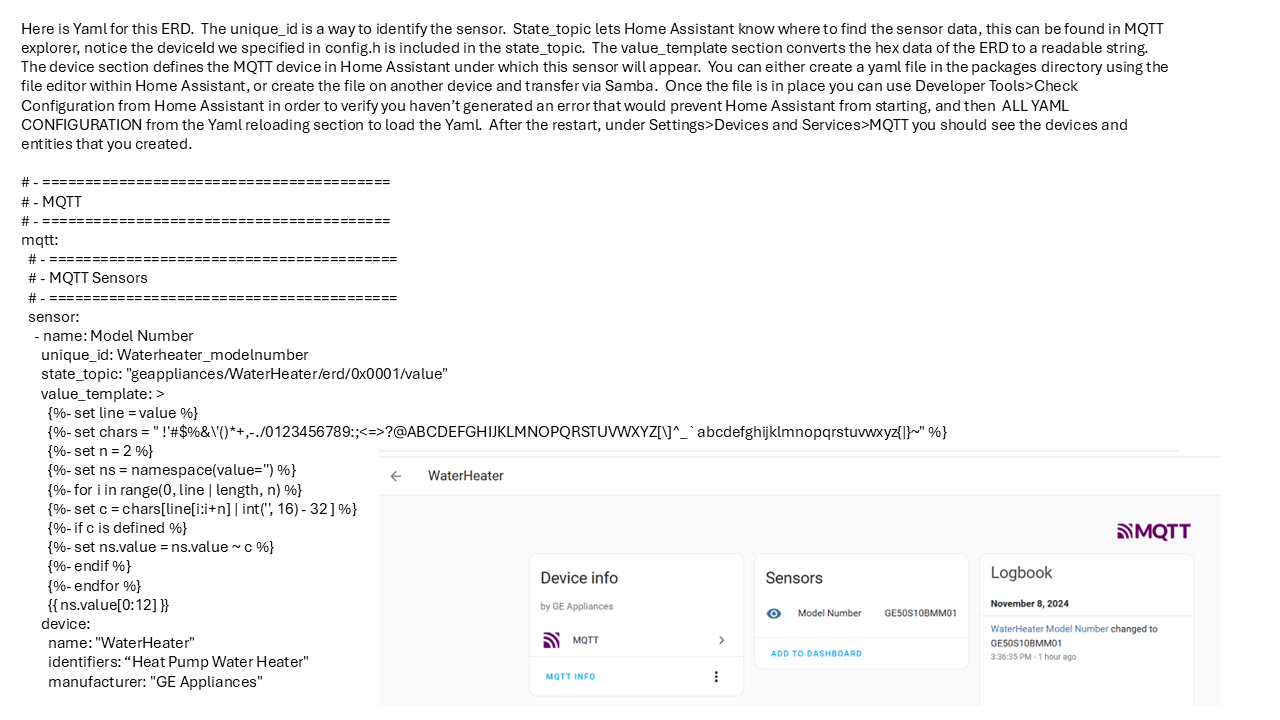 Here is Yaml for this ERD.  The unique_id is a way to identify the sensor.  State_topic lets Home Assistant know where to find the sensor data, this can be found in MQTT
explorer, notice the deviceId we specified in config.h is included in the state_topic.  The value_template section converts the hex data of the ERD to a readable string.
The device section defines the MQTT device in Home Assistant under which this sensor will appear.  You can either create a yaml file in the packages directory using the
file editor within Home Assistant, or create the file on another device and transfer via Samba.  Once the file is in place you can use Developer Tools>Check
Configuration from Home Assistant in order to verify you haven't generated an error that would prevent Home Assistant from starting, and then  ALL YAML
CONFIGURATION from the Yaml reloading section to load the Yaml.  After the restart, under Settings>Devices and Services>MQTT you should see the devices and
entities that you created.
# - =========================================
# - MQTT
# - =========================================
mqtt:
  # - =========================================
  # - MQTT Sensors
  # - =========================================
  sensor:
    - name: Model Number
      unique_id: Waterheater_modelnumber
      state_topic: "geappliances/WaterHeater/erd/0x0001/value"
      value_template: >
        {%- set line = value %}
        {%- set chars = " !'#$%&\'()*+,-./0123456789:;<=>?@ABCDEFGHIJKLMNOPQRSTUVWXYZ[\]^_`abcdefghijklmnopqrstuvwxyz{|}~" %}
        {%- set n = 2 %}
        {%- set ns = namespace(value='') %}
        {%- for i in range(0, line | length, n) %}
        {%- set c = chars[line[i:i+n] | int('', 16) - 32 ] %}
        {%- if c is defined %}
        {%- set ns.value = ns.value ~ c %}
        {%- endif %}
        {%- endfor %}
        {{ ns.value[0:12] }}
      device:
        name: "WaterHeater"
        identifiers: “Heat Pump Water Heater"
        manufacturer: "GE Appliances"
WaterHeater
MQTT
Device info
by GE Appliances
MQTT
MQTT INFO
Sensors
Model Number GE50S10BMM01
ADD TO DASHBOARD
Logbook
November 8, 2024
WaterHeater Model Number changed to
GE50S10BMM01
3:36:35 PM - 1 hour ago